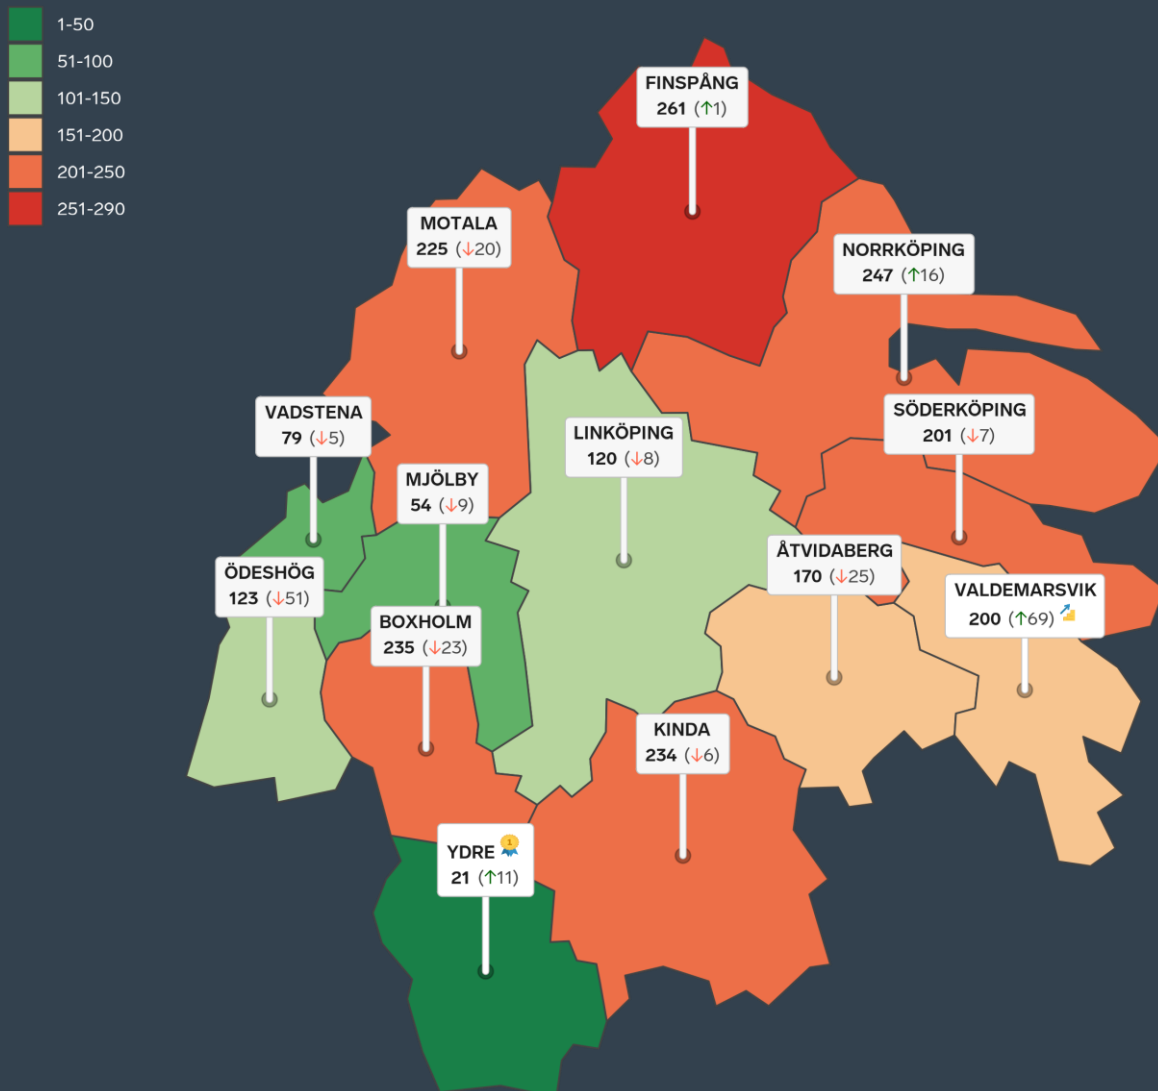 1-50
51-100
101-150
151-200
201-250
251-290
FINSPÅNG
261 (↑1)
MOTALA
225 (↓20)
NORRKÖPING
247 (↑16)
VADSTENA
79 (↓5)
SÖDERKÖPING
201 (↓7)
LINKÖPING
120 (↓8)
MJÖLBY
54 (↓9)
ÅTVIDABERG
170 (↓25)
ÖDESHÖG
123 (↓51)
VALDEMARSVIK
200 (↑69)
BOXHOLM
235 (↓23)
KINDA
234 (↓6)
YDRE 1
21 (↑11)